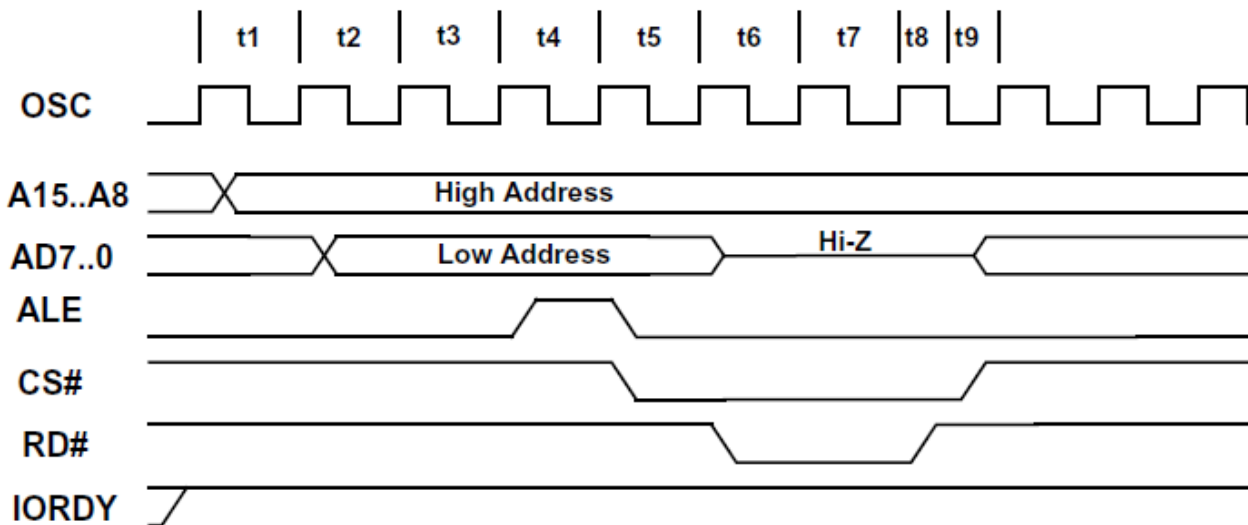 t1 t2 t3 t4 t5 t6 t7 t8 t9
OSC
A15..A8 High Address
AD7..0 Low Address Hi-Z
ALE
CS#
RD#
IORDY